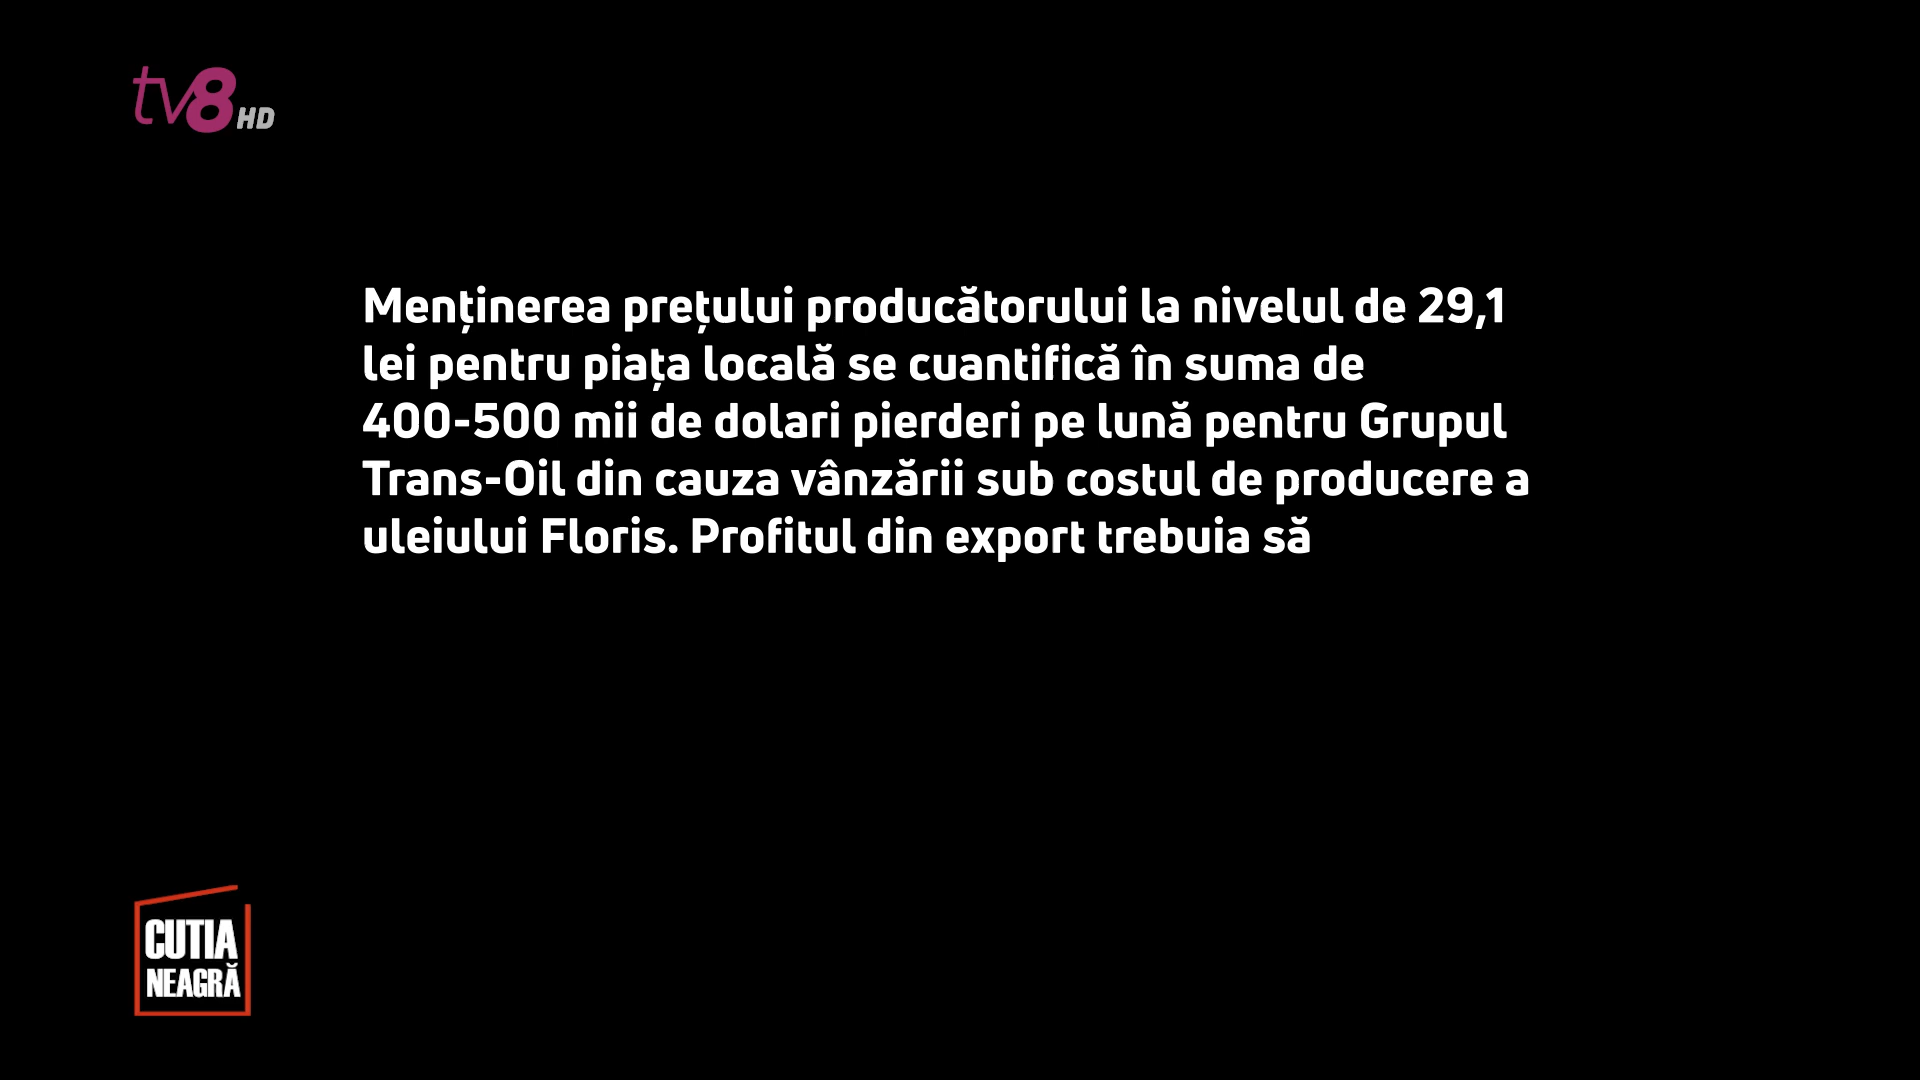 tv8 HD
Menținerea prețului producătorului la nivelul de 29,1
lei pentru piața locală se cuantifică în suma de
400-500 mii de dolari pierderi pe lună pentru Grupul
Trans-Oil din cauza vânzării sub costul de producere a
uleiului Floris. Profitul din export trebuia să
CUTIA
NEAGRĂ